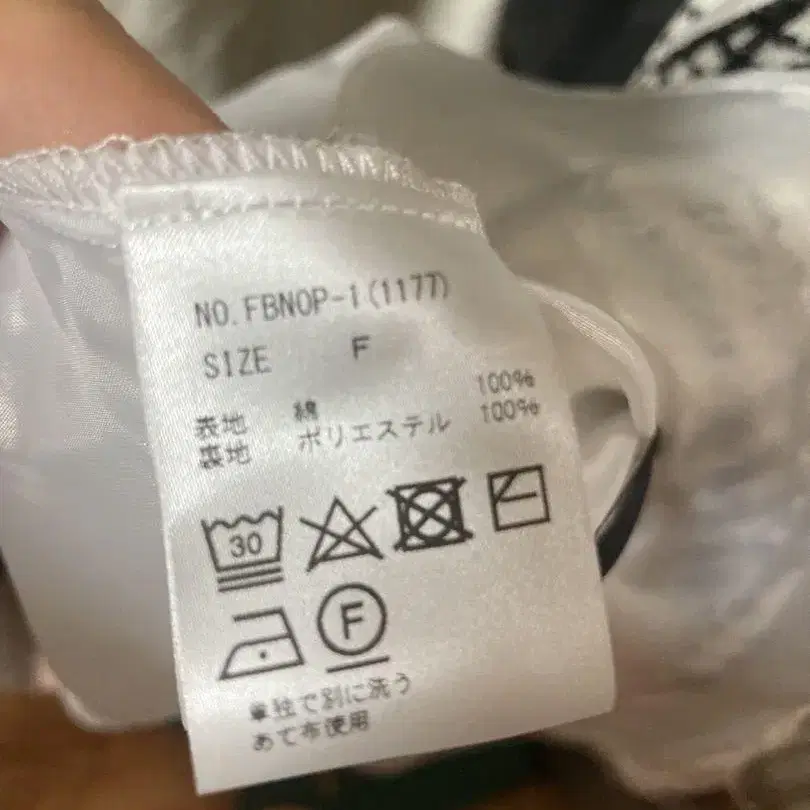 NO.FBNOP-1(1177)
SIZE F
表地 綿 100%
裏地 ポリエステル 100%
30
F
単独で別に洗う
あて布使用